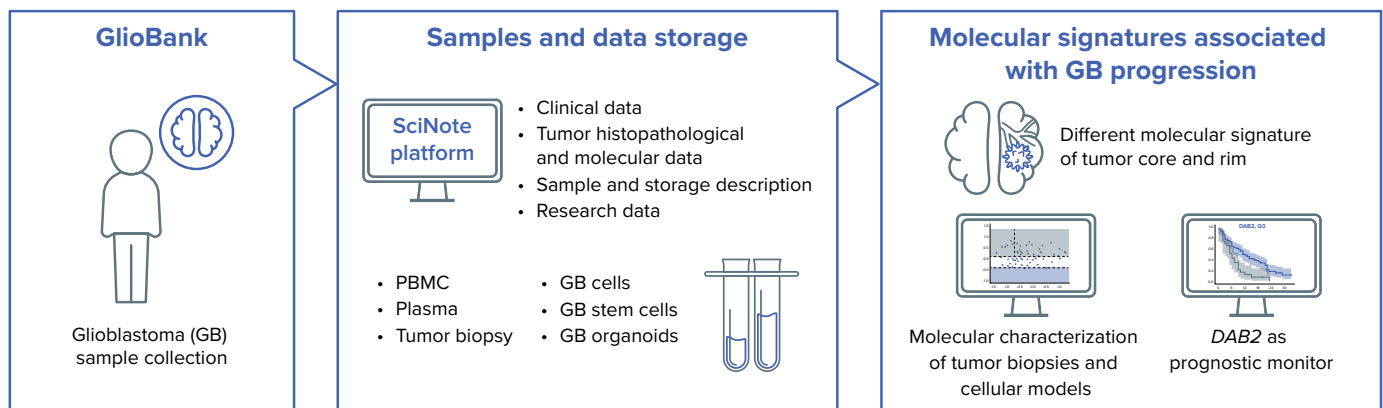 GlioBank
Glioblastoma (GB)
sample collection
Samples and data storage
SciNote
platform
• Clinical data
• Tumor histopathological
and molecular data
• Sample and storage description
• Research data
• PBMC
• Plasma
• Tumor biopsy
• GB cells
• GB stem cells
• GB organoids
Molecular signatures associated
with GB progression
Different molecular signature
of tumor core and rim
Molecular characterization
of tumor biopsies and
cellular models
DAB2, Q3
DAB2 as
prognostic monitor